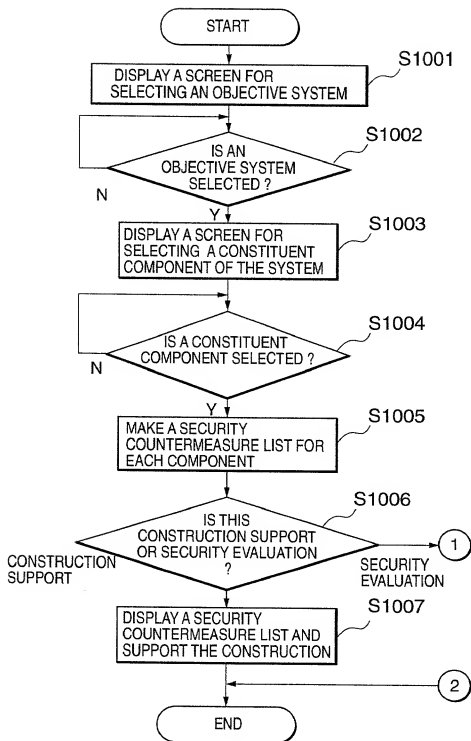 START
DISPLAY A SCREEN FOR
SELECTING AN OBJECTIVE SYSTEM
S1001
IS AN
OBJECTIVE SYSTEM
SELECTED ?
S1002
N
Y
DISPLAY A SCREEN FOR
SELECTING A CONSTITUENT
COMPONENT OF THE SYSTEM
S1003
IS A CONSTITUENT
COMPONENT SELECTED ?
S1004
N
Y
MAKE A SECURITY
COUNTERMEASURE LIST FOR
EACH COMPONENT
S1005
IS THIS
CONSTRUCTION SUPPORT
OR SECURITY EVALUATION
?
S1006
1
CONSTRUCTION
SUPPORT
SECURITY
EVALUATION
DISPLAY A SECURITY
COUNTERMEASURE LIST AND
SUPPORT THE CONSTRUCTION
S1007
2
END